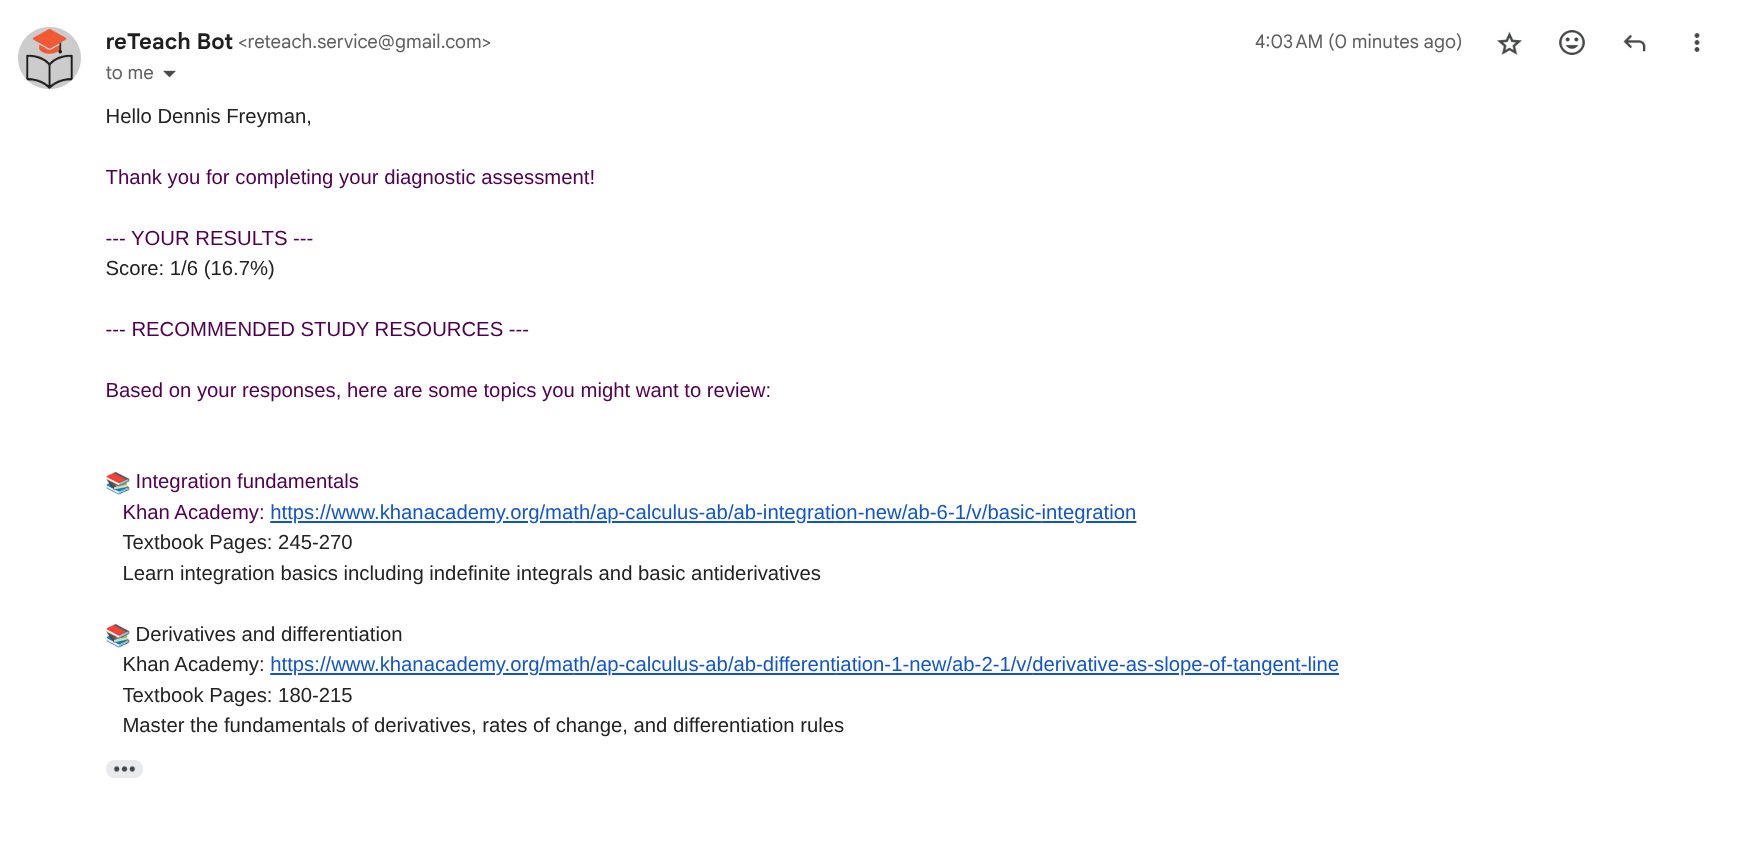 reTeach Bot <reteach.service@gmail.com>
4:03 AM (0 minutes ago)
to me
Hello Dennis Freyman,
Thank you for completing your diagnostic assessment!
--- YOUR RESULTS ---
Score: 1/6 (16.7%)
--- RECOMMENDED STUDY RESOURCES ---
Based on your responses, here are some topics you might want to review:
📚 Integration fundamentals
Khan Academy: https://www.khanacademy.org/math/ap-calculus-ab/ab-integration-new/ab-6-1/v/basic-integration
Textbook Pages: 245-270
Learn integration basics including indefinite integrals and basic antiderivatives
📚 Derivatives and differentiation
Khan Academy: https://www.khanacademy.org/math/ap-calculus-ab/ab-differentiation-1-new/ab-2-1/v/derivative-as-slope-of-tangent-line
Textbook Pages: 180-215
Master the fundamentals of derivatives, rates of change, and differentiation rules